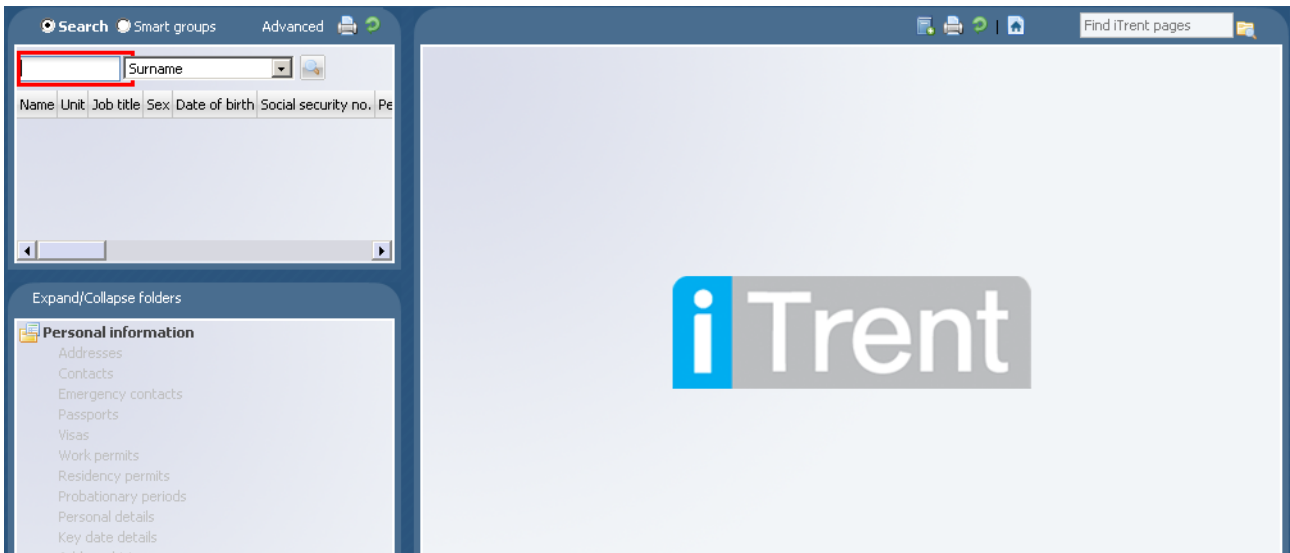 Search Smart groups Advanced
Find iTrent pages
Surname
Name Unit Job title Sex Date of birth Social security no. Pe
iTrent
Expand/Collapse folders
Personal information
Addresses
Contacts
Emergency contacts
Passports
Visas
Work permits
Residency permits
Probationary periods
Personal details
Key date details